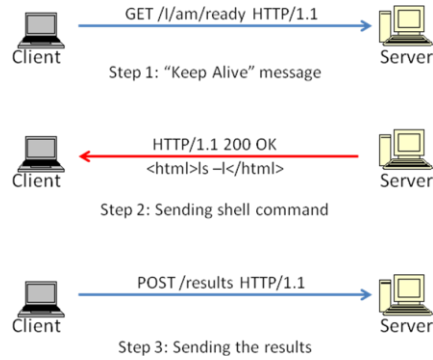 GET /I/am/ready HTTP/1.1
Client
Server
Step 1: “Keep Alive” message
HTTP/1.1 200 OK
<html>ls –l</html>
Client
Server
Step 2: Sending shell command
POST /results HTTP/1.1
Client
Server
Step 3: Sending the results